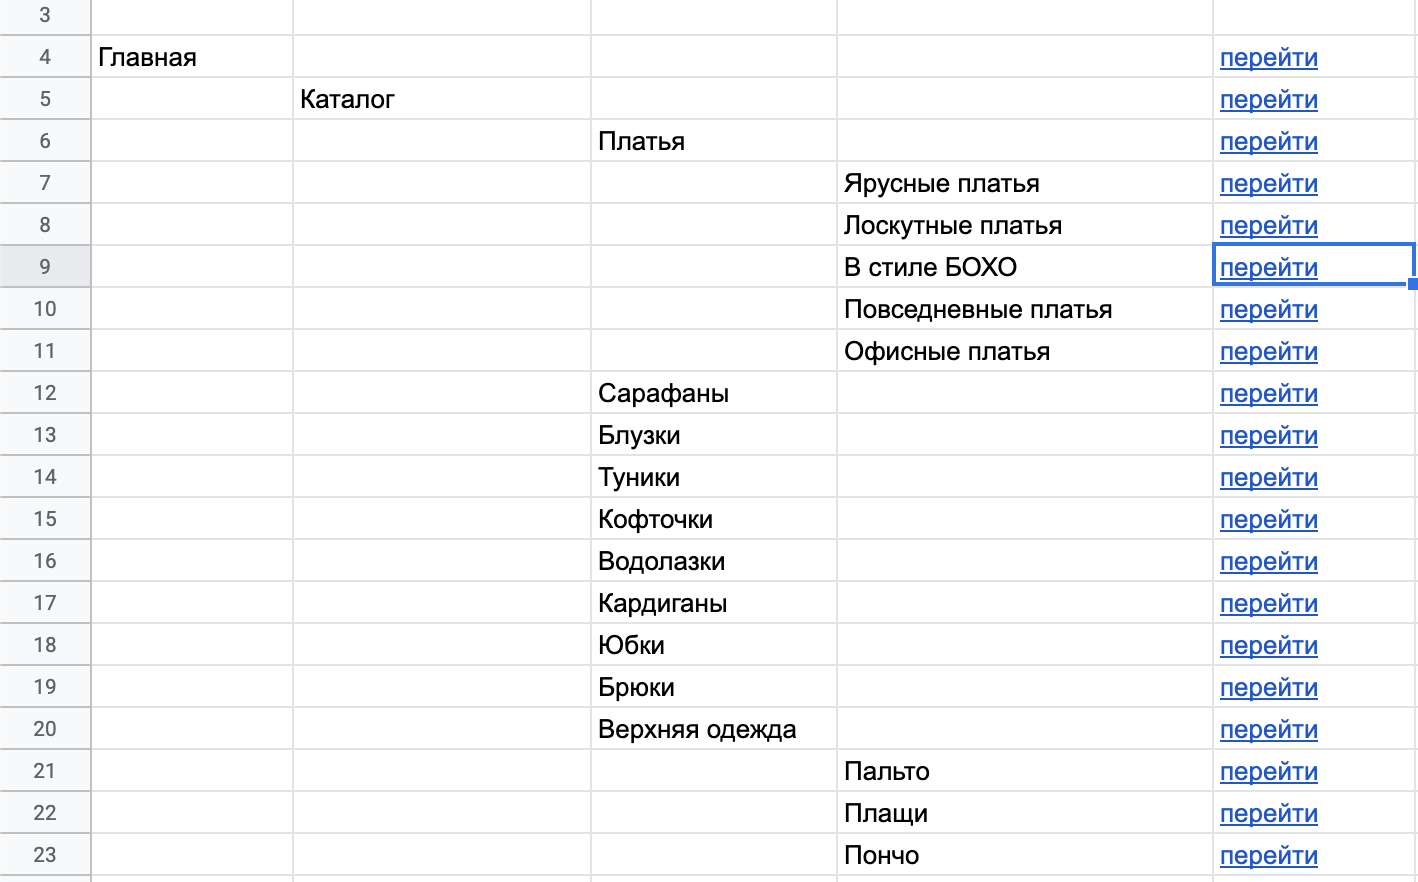 3
4 Главная перейти
5 Каталог перейти
6 Платья перейти
7 Ярусные платья перейти
8 Лоскутные платья перейти
9 В стиле БОХО перейти
10 Повседневные платья перейти
11 Офисные платья перейти
12 Сарафаны перейти
13 Блузки перейти
14 Туники перейти
15 Кофточки перейти
16 Водолазки перейти
17 Кардиганы перейти
18 Юбки перейти
19 Брюки перейти
20 Верхняя одежда перейти
21 Пальто перейти
22 Плащи перейти
23 Пончо перейти